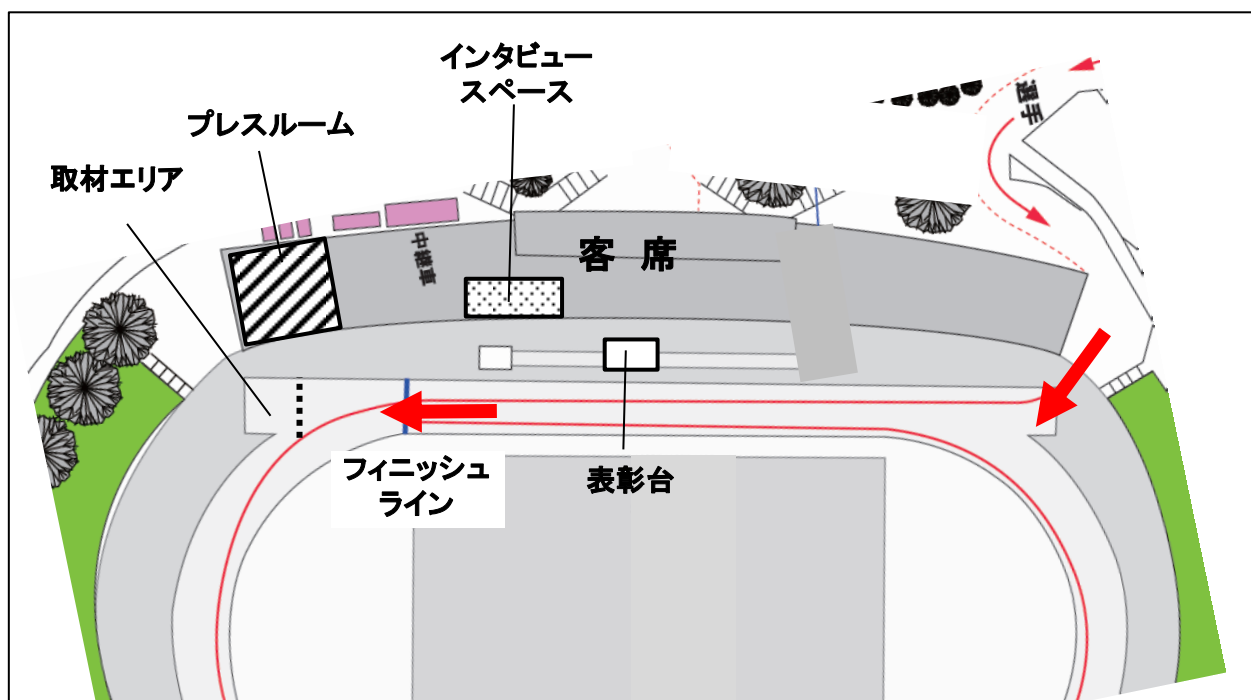 インタビュー
スペース
プレスルーム
取材エリア
選手
中継車
客 席
フィニッシュ
ライン
表彰台